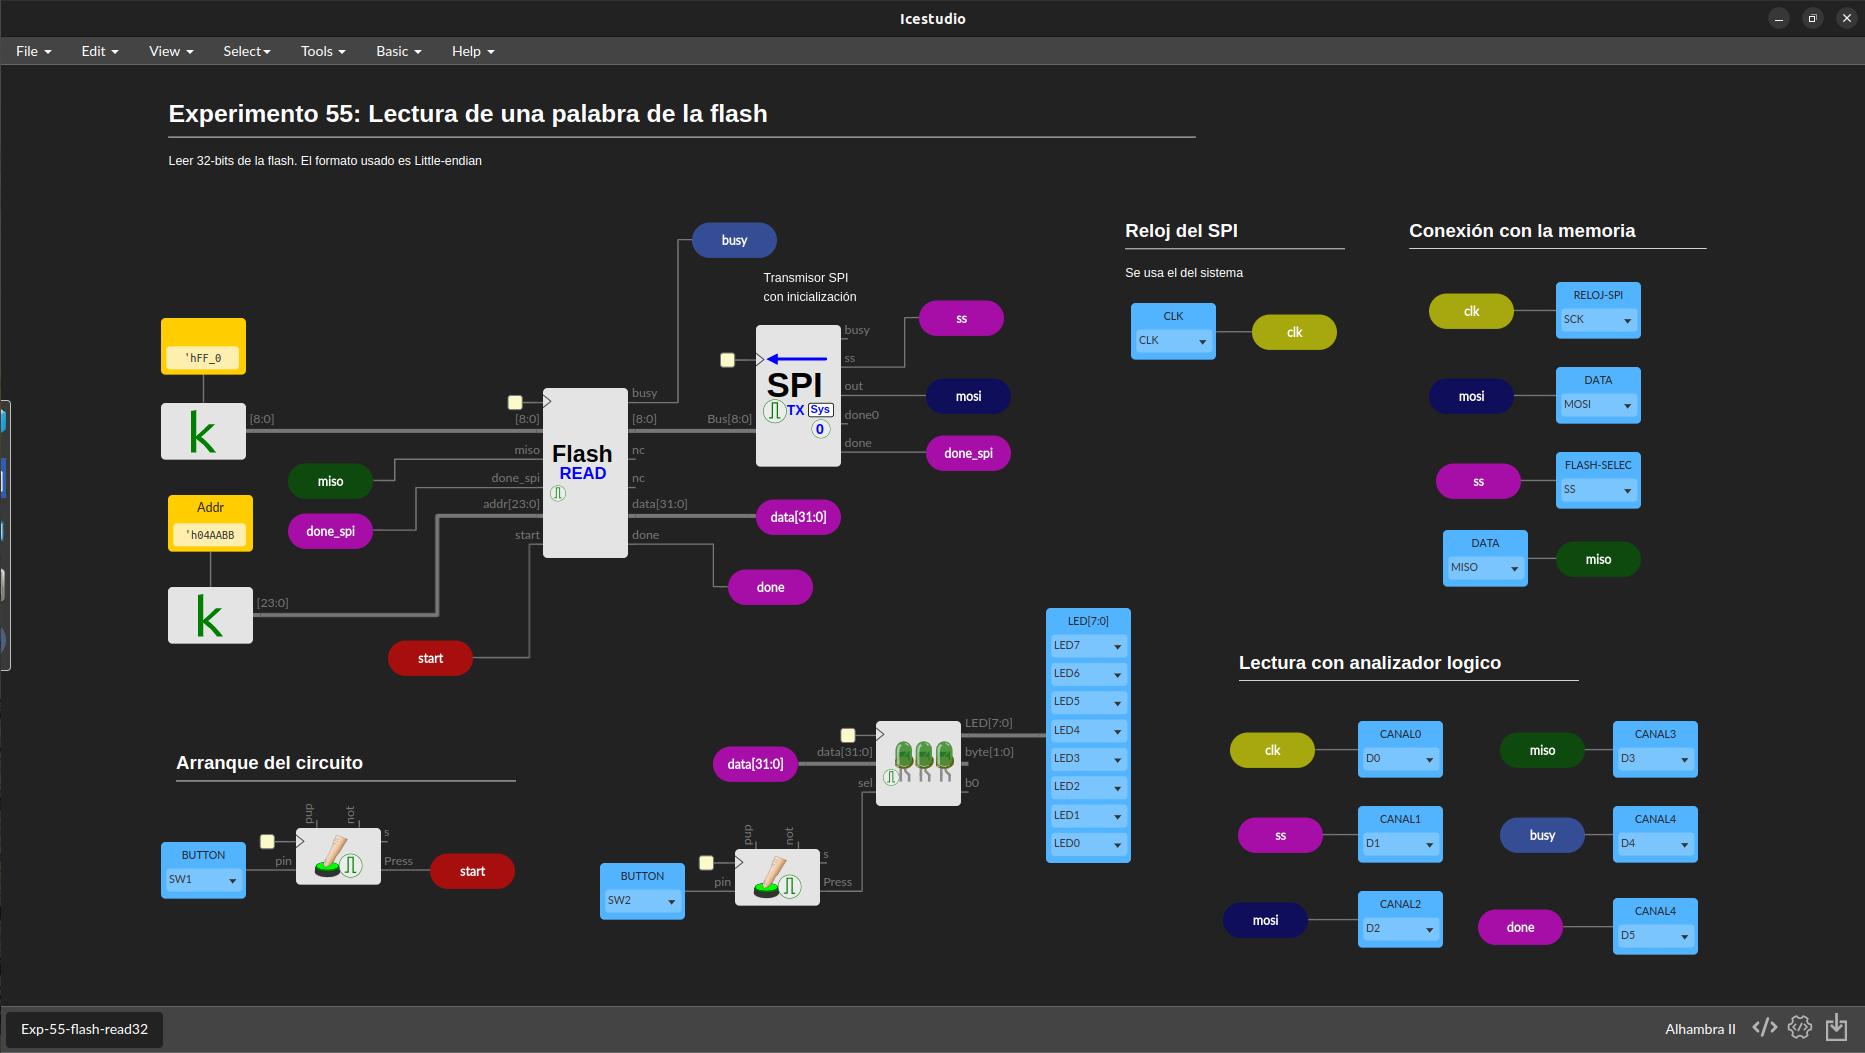 Icestudio
File Edit View Select Tools Basic Help
Experimento 55: Lectura de una palabra de la flash
Leer 32-bits de la flash. El formato usado es Little-endian
busy
Transmisor SPI
con inicialización
'hFF_0
k
[8:0]
miso
done_spi
Addr
'h04AABB
k
[23:0]
start
[8:0]
miso
done_spi
addr[23:0]
start
Flash
READ
busy
[8:0]
nc
nc
data[31:0]
done
Bus[8:0]
SPI
TX Sys
0
busy
ss
out
done0
done
ss
mosi
done_spi
data[31:0]
done
Reloj del SPI
Se usa el del sistema
CLK
CLK
clk
Conexión con la memoria
clk
RELOJ-SPI
SCK
mosi
DATA
MOSI
ss
FLASH-SELEC
SS
DATA
MISO
miso
Arranque del circuito
BUTTON
SW1
pin
pup
not
s
Press
start
BUTTON
SW2
pin
pup
not
s
Press
data[31:0]
data[31:0]
sel
LED[7:0]
byte[1:0]
b0
LED[7:0]
LED7
LED6
LED5
LED4
LED3
LED2
LED1
LED0
Lectura con analizador logico
clk
CANAL0
D0
miso
CANAL3
D3
ss
CANAL1
D1
busy
CANAL4
D4
mosi
CANAL2
D2
done
CANAL4
D5
Exp-55-flash-read32
Alhambra II